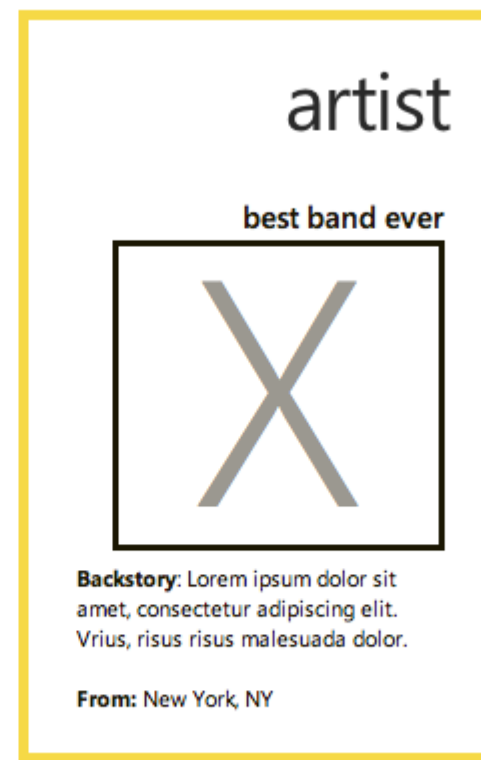 artist
best band ever
X
Backstory: Lorem ipsum dolor sit
amet, consectetur adipiscing elit.
Vrius, risus risus malesuada dolor.
From: New York, NY